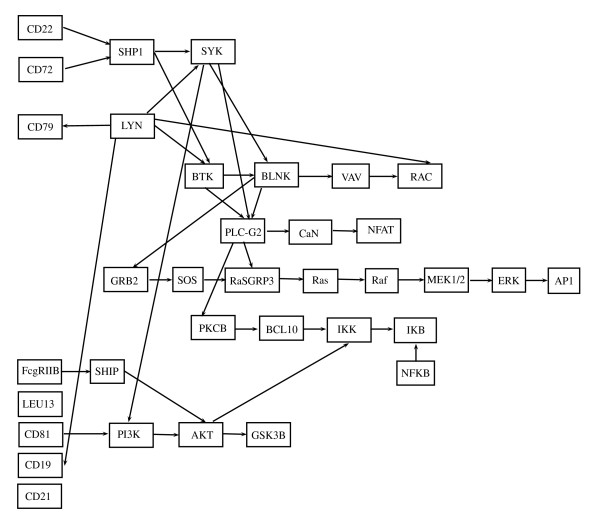 CD22
SHP1
SYK
CD72
CD79
LYN
BTK
BLNK
VAV
RAC
PLC-G2
CaN
NFAT
GRB2
SOS
RaSGRP3
Ras
Raf
MEK1/2
ERK
AP1
PKCB
BCL10
IKK
IKB
FcgRIIB
SHIP
NFKB
LEU13
CD81
PI3K
AKT
GSK3B
CD19
CD21